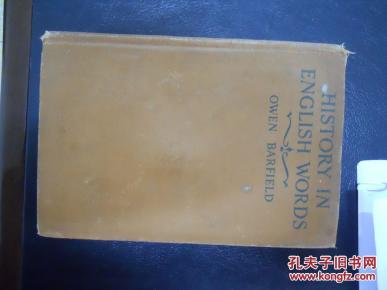 HISTORY IN
ENGLISH WORDS
OWEN BARFIELD
孔夫子旧书网
www.kongfz.com